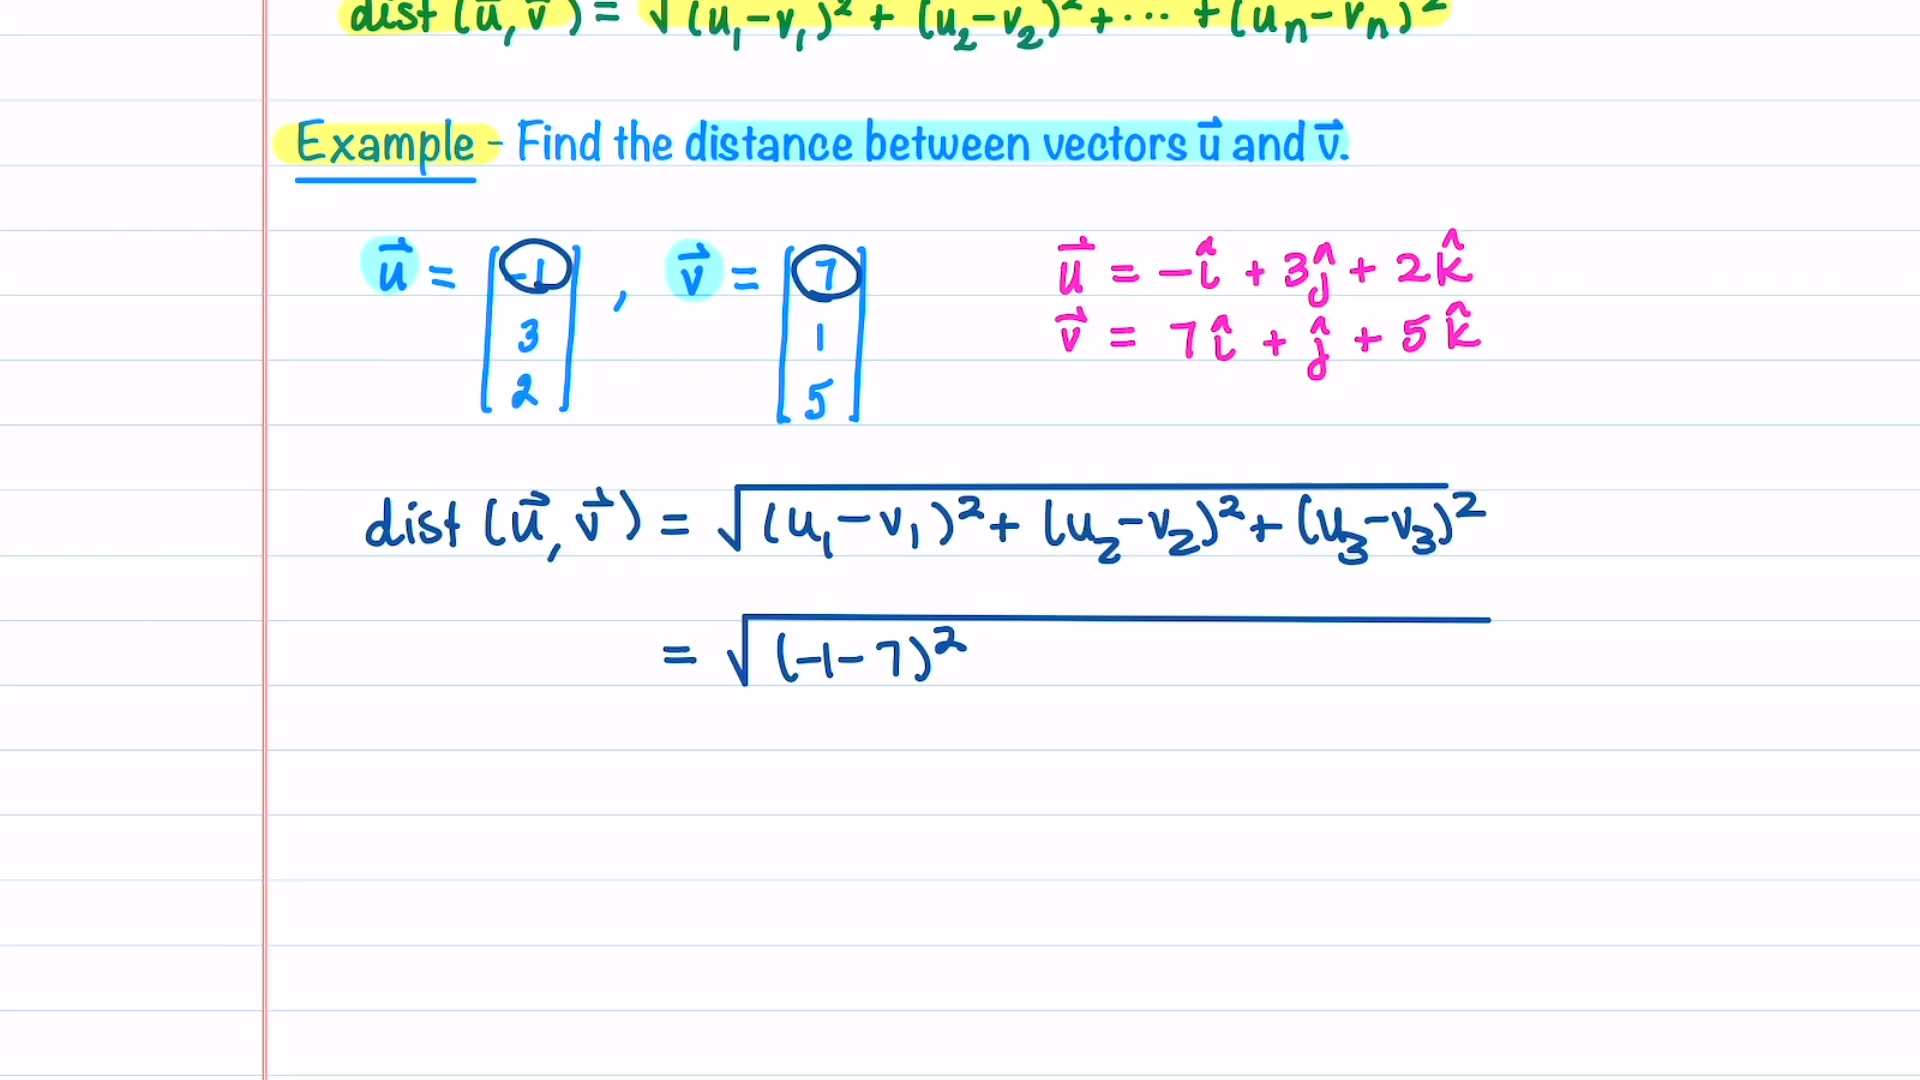 dist (u⃗, v⃗) = √(u₁-v₁)² + (u₂-v₂)² + ... + (uₙ-vₙ)²
Example - Find the distance between vectors u⃗ and v⃗.
u⃗ = [-1 3 2], v⃗ = [7 1 5]
u⃗ = -î + 3ĵ + 2k̂
v⃗ = 7î + ĵ + 5k̂
dist (u⃗, v⃗) = √(u₁-v₁)² + (u₂-v₂)² + (u₃-v₃)²
= √(-1-7)²